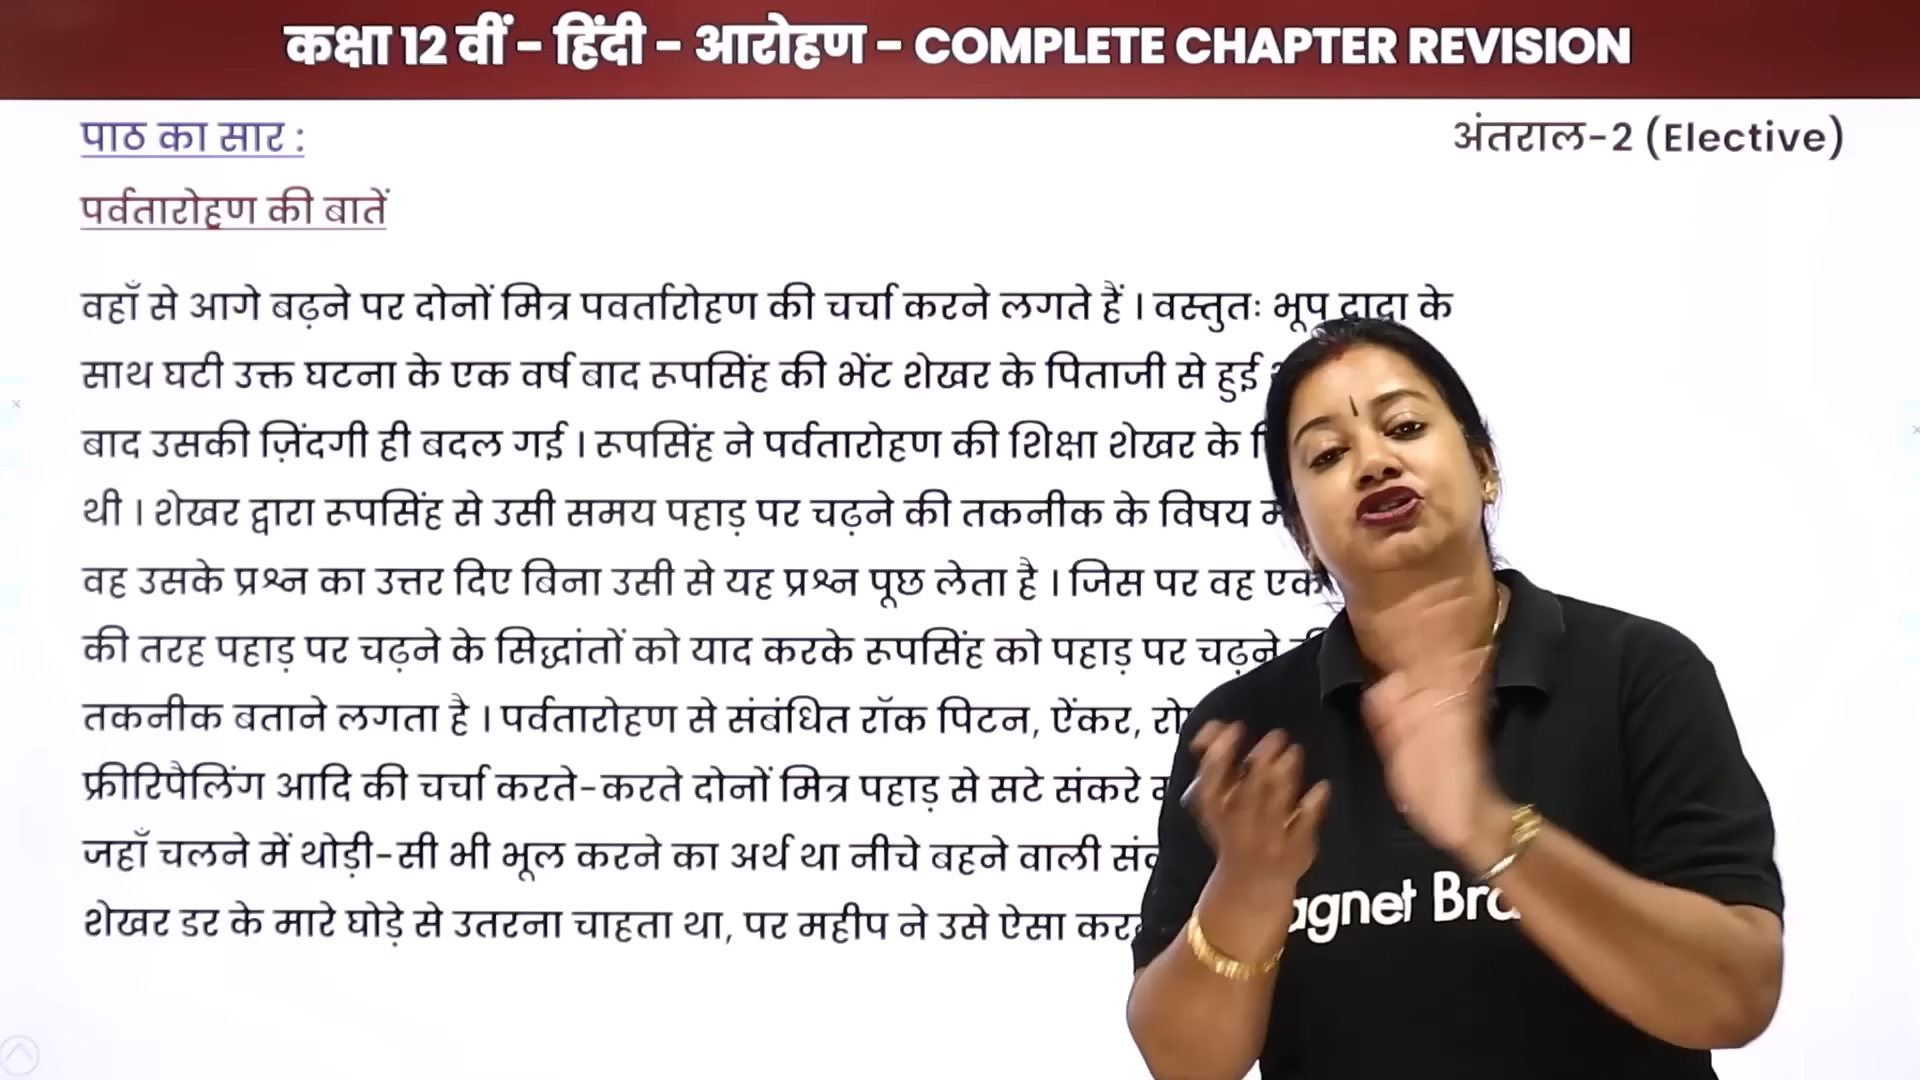 कक्षा 12 वीं - हिंदी - आरोहण - COMPLETE CHAPTER REVISION
पाठ का सार :
अंतराल-2 (Elective)
पर्वतारोहण की बातें
वहाँ से आगे बढ़ने पर दोनों मित्र पवर्तारोहण की चर्चा करने लगते हैं । वस्तुतः भूप दादा के
साथ घटी उक्त घटना के एक वर्ष बाद रूपसिंह की भेंट शेखर के पिताजी से हुई
बाद उसकी ज़िंदगी ही बदल गई । रूपसिंह ने पर्वतारोहण की शिक्षा शेखर के
थी । शेखर द्वारा रूपसिंह से उसी समय पहाड़ पर चढ़ने की तकनीक के विषय
वह उसके प्रश्न का उत्तर दिए बिना उसी से यह प्रश्न पूछ लेता है । जिस पर वह एक
की तरह पहाड़ पर चढ़ने के सिद्धांतों को याद करके रूपसिंह को पहाड़ पर चढ़ने
तकनीक बताने लगता है । पर्वतारोहण से संबंधित रॉक पिटन, ऐंकर,
फ्रीरिपैलिंग आदि की चर्चा करते-करते दोनों मित्र पहाड़ से सटे संकरे
जहाँ चलने में थोड़ी-सी भी भूल करने का अर्थ था नीचे बहने वाली
शेखर डर के मारे घोड़े से उतरना चाहता था, पर महीप ने उसे ऐसा
agnet Bra